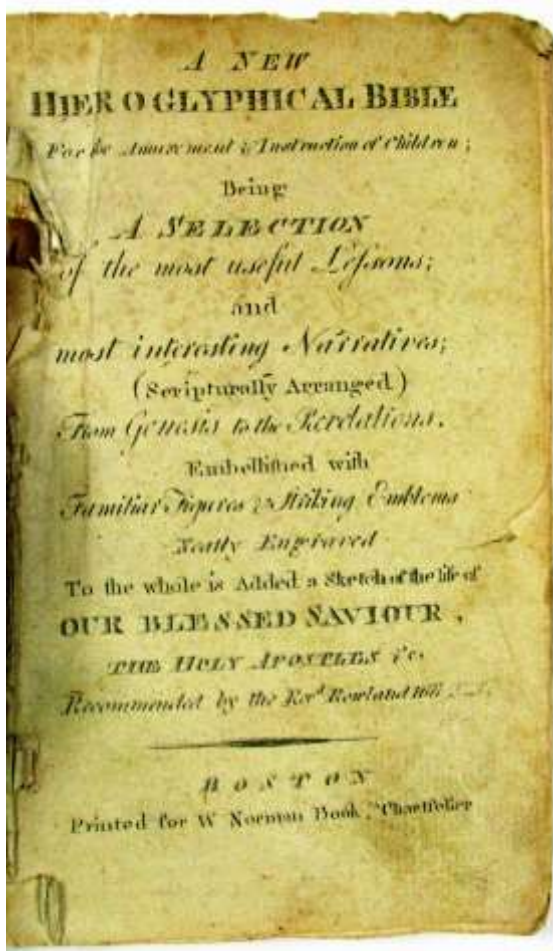 A NEW
HIEROGLYPHICAL BIBLE
For the Amusement & Instruction of Children;
Being
A SELECTION
of the most useful Leſsons;
and
most interesting Narratives;
(Scripturally Arranged)
From Genesis to the Revelations.
Embellished with
Familiar Figures & Striking Emblems
Neatly Engraved
To the whole is Added a Sketch of the life of
OUR BLESSED SAVIOUR,
THE HOLY APOSTLES &c.
Recommended by the Revd. Rowland Hill
BOSTON
Printed for W Norman Book & Chartseller